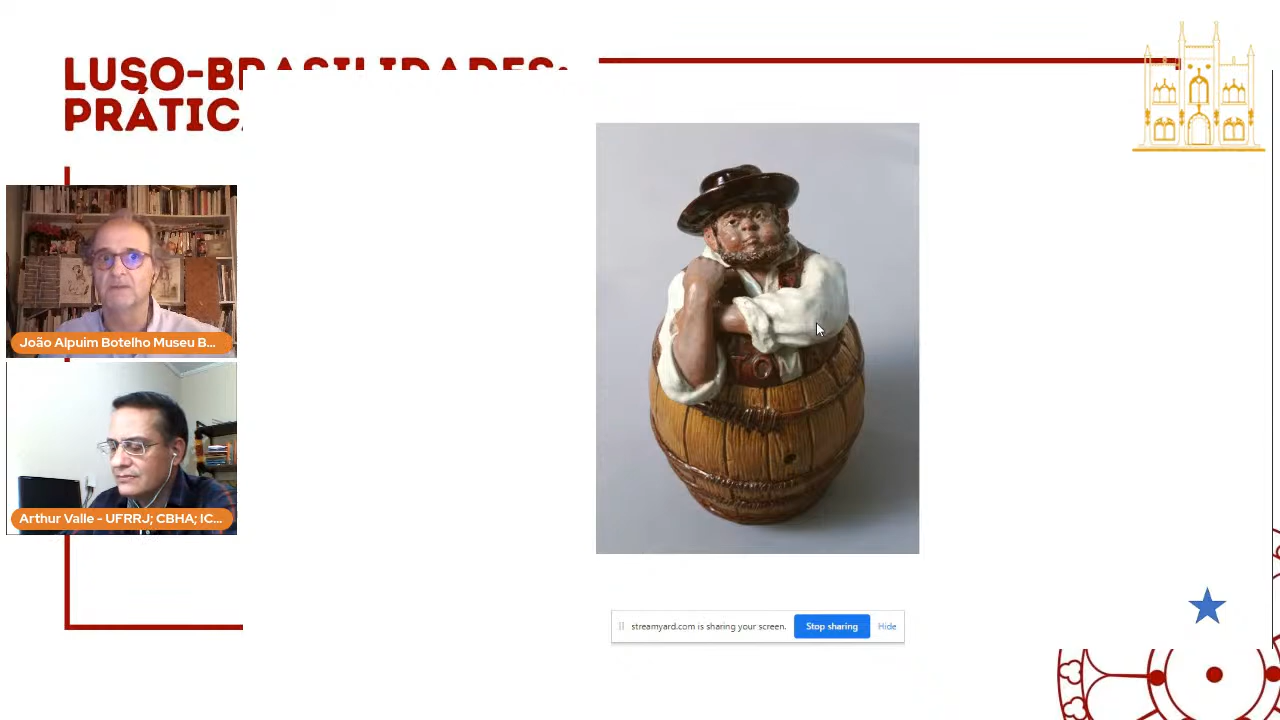 LUSO-BRASILIDADES:
PRÁTIC
João Alpuim Botelho Museu B...
Arthur Valle - UFRRJ; CBHA; IC...
streamyard.com is sharing your screen.
Stop sharing
Hide